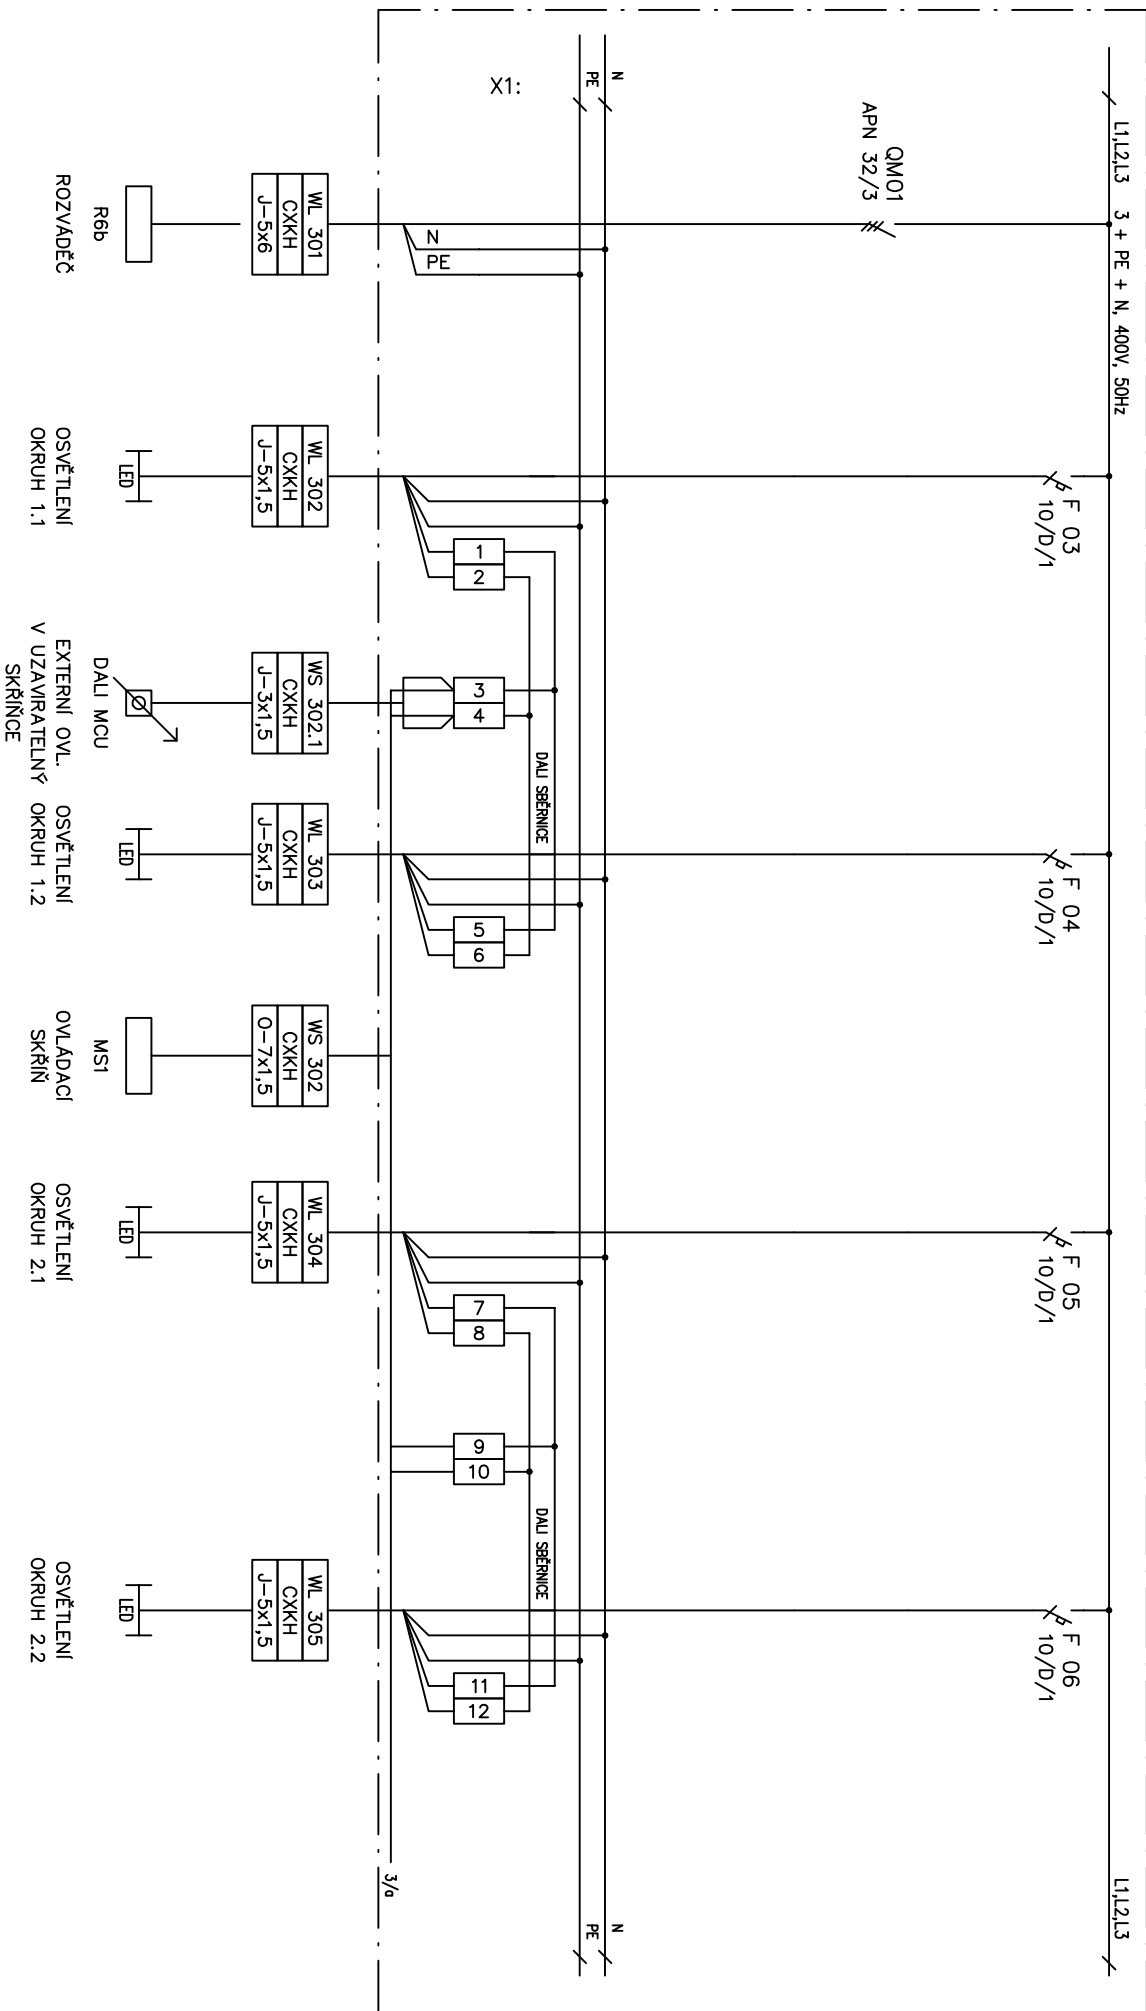 L1,L2,L3 3 + PE + N, 400V, 50Hz
L1,L2,L3
QM01
APN 32/3
F 03
10/D/1
F 04
10/D/1
F 05
10/D/1
F 06
10/D/1
N
PE
N
PE
X1:
N
PE
DALI SBĚRNICE
DALI SBĚRNICE
1
2
3
4
5
6
7
8
9
10
11
12
3/a
WL 301
CXKH
J-5x6
WL 302
CXKH
J-5x1,5
WS 302.1
CXKH
J-3x1,5
WL 303
CXKH
J-5x1,5
WS 302
CXKH
O-7x1,5
WL 304
CXKH
J-5x1,5
WL 305
CXKH
J-5x1,5
R6b
ROZVÁDĚČ
LED
OSVĚTLENÍ
OKRUH 1.1
DALI MCU
EXTERNÍ OVL.
V UZAVIRATELNÝ
SKŘÍŇCE
LED
OSVĚTLENÍ
OKRUH 1.2
MS1
OVLÁDACÍ
SKŘÍŇ
LED
OSVĚTLENÍ
OKRUH 2.1
LED
OSVĚTLENÍ
OKRUH 2.2